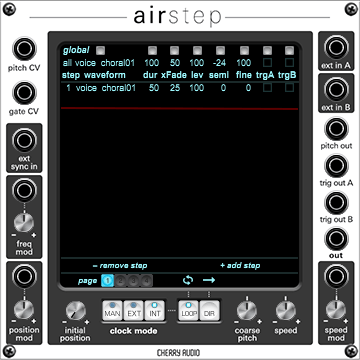 airstep
global
all voice choral01 100 50 100 -24 100
step waveform dur xFade lev semi fine trgA trgB
1 voice choral01 50 25 100 0 0
pitch CV
gate CV
ext
sync in
- +
freq
mod
- +
position
mod
ext in A
ext in B
pitch out
trig out A
trig out B
out
- +
speed
mod
– remove step
+ add step
page 1 2 3 4
MAN EXT INT
LOOP DIR
initial
position
clock mode
- +
coarse
pitch
- +
speed
CHERRY AUDIO